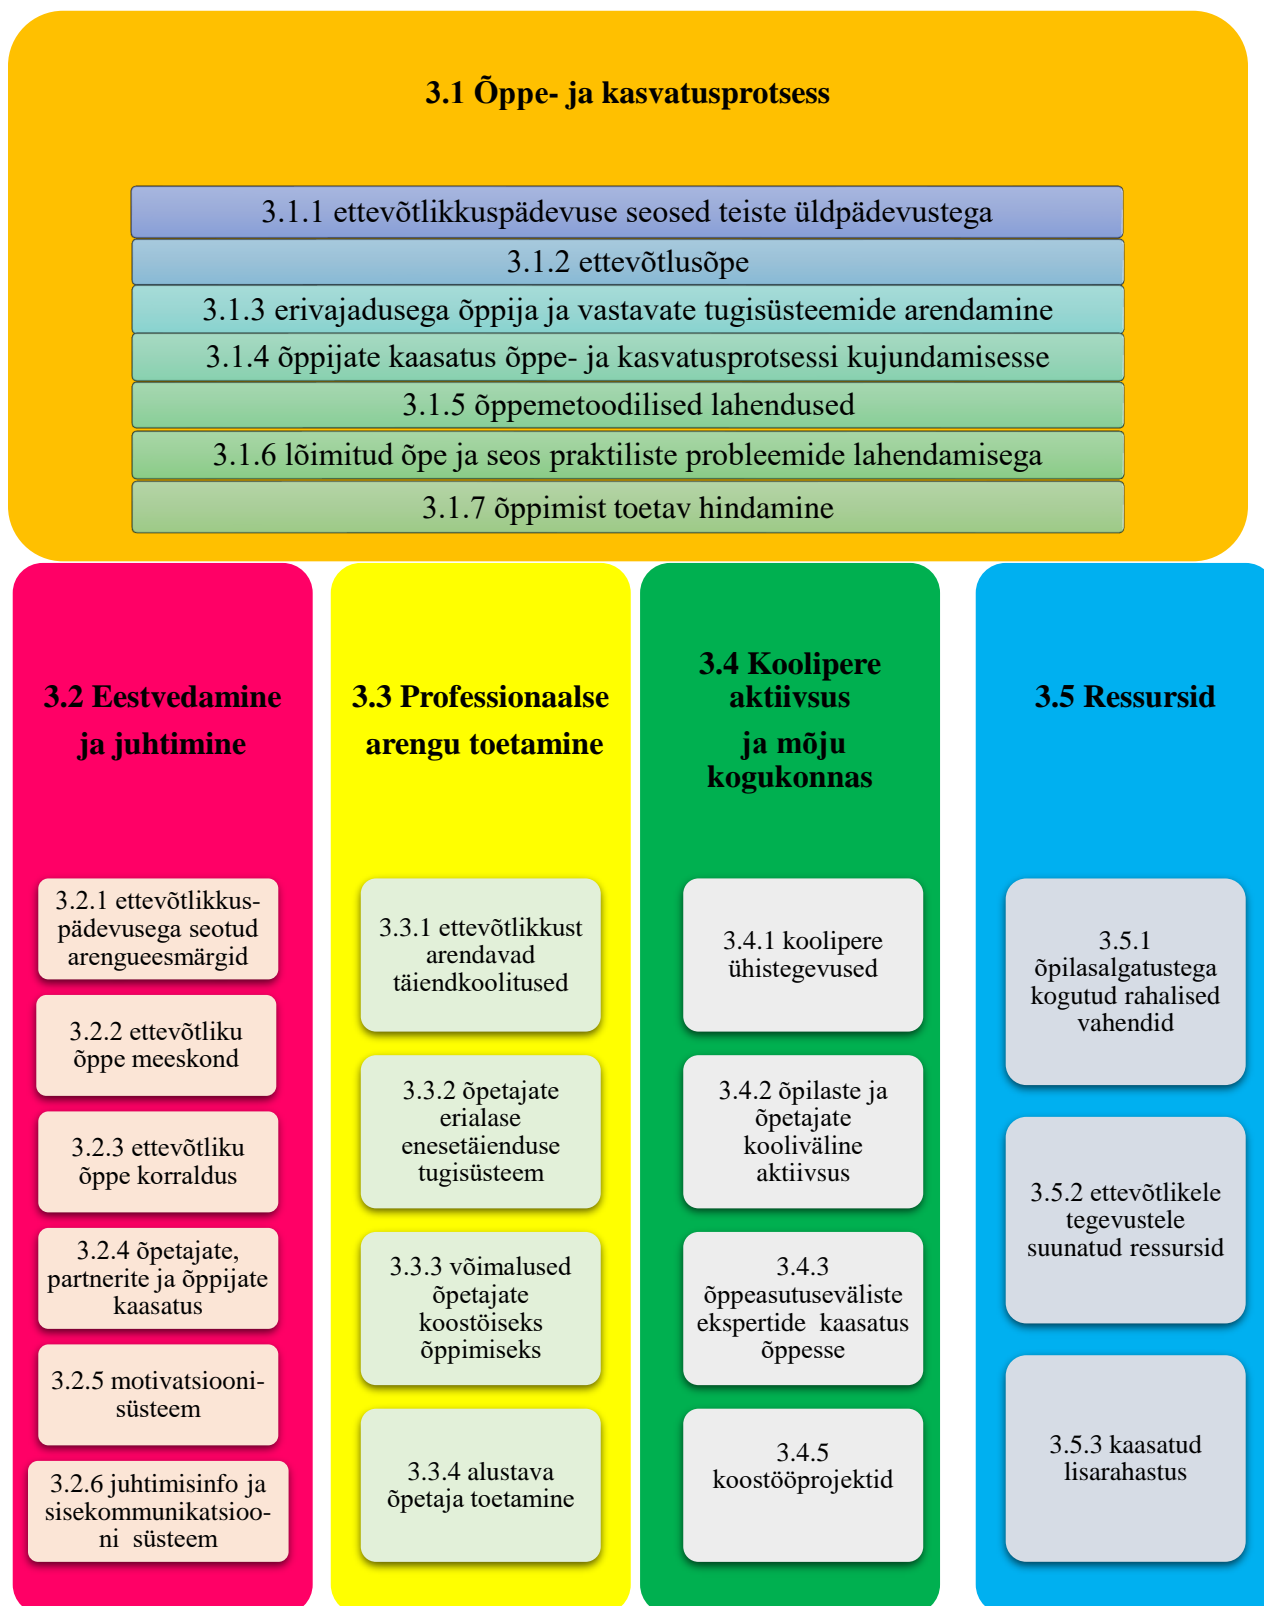 3.1 Õppe- ja kasvatusprotsess
3.1.1 ettevõtlikkuspädevuse seosed teiste üldpädevustega
3.1.2 ettevõtlusõpe
3.1.3 erivajadusega õppija ja vastavate tugisüsteemide arendamine
3.1.4 õppijate kaasatus õppe- ja kasvatusprotsessi kujundamisesse
3.1.5 õppemetoodilised lahendused
3.1.6 lõimitud õpe ja seos praktiliste probleemide lahendamisega
3.1.7 õppimist toetav hindamine
3.2 Eestvedamine
ja juhtimine
3.2.1 ettevõtlikkus-
pädevusega seotud
arengueesmärgid
3.2.2 ettevõtliku
õppe meeskond
3.2.3 ettevõtliku
õppe korraldus
3.2.4 õpetajate,
partnerite ja õppijate
kaasatus
3.2.5 motivatsiooni-
süsteem
3.2.6 juhtimisinfo ja
sisekommunikatsioo-
ni süsteem
3.3 Professionaalse
arengu toetamine
3.3.1 ettevõtlikkust
arendavad
täiendkoolitused
3.3.2 õpetajate
erialase
enesetäienduse
tugisüsteem
3.3.3 võimalused
õpetajate
koostöiseks
õppimiseks
3.3.4 alustava
õpetaja toetamine
3.4 Koolipere
aktiivsus
ja mõju
kogukonnas
3.4.1 koolipere
ühistegevused
3.4.2 õpilaste ja
õpetajate
kooliväline
aktiivsus
3.4.3
õppeasutuseväliste
ekspertide kaasatus
õppesse
3.4.5
koostööprojektid
3.5 Ressursid
3.5.1
õpilasalgatustega
kogutud rahalised
vahendid
3.5.2 ettevõtlikele
tegevustele
suunatud ressursid
3.5.3 kaasatud
lisarahastus